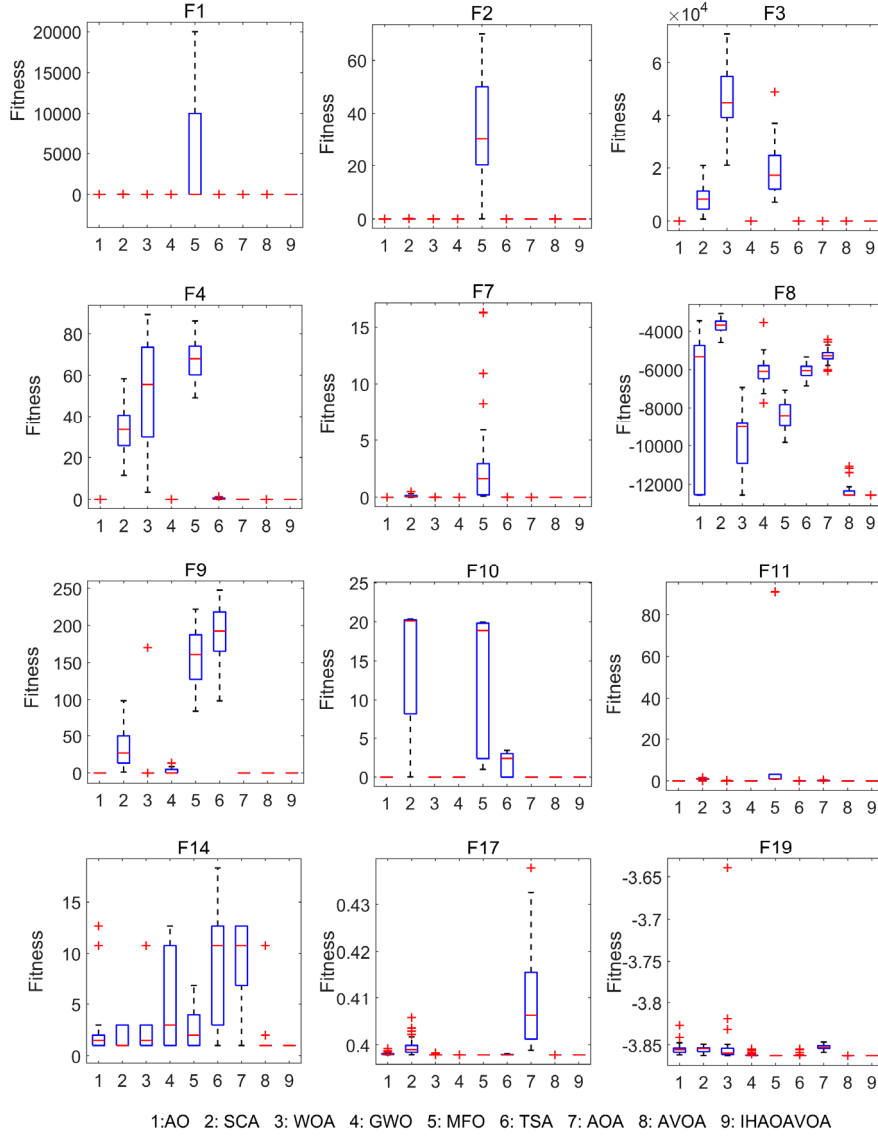 F1 F2 F3
×10⁴
Fitness
20000
15000
10000
5000
0
1 2 3 4 5 6 7 8 9
Fitness
60
40
20
0
1 2 3 4 5 6 7 8 9
Fitness
6
4
2
0
1 2 3 4 5 6 7 8 9
F4 F7 F8
Fitness
80
60
40
20
0
1 2 3 4 5 6 7 8 9
Fitness
15
10
5
0
1 2 3 4 5 6 7 8 9
Fitness
-4000
-6000
-8000
-10000
-12000
1 2 3 4 5 6 7 8 9
F9 F10 F11
Fitness
250
200
150
100
50
0
1 2 3 4 5 6 7 8 9
Fitness
25
20
15
10
5
0
1 2 3 4 5 6 7 8 9
Fitness
80
60
40
20
0
1 2 3 4 5 6 7 8 9
F14 F17 F19
Fitness
15
10
5
0
1 2 3 4 5 6 7 8 9
Fitness
0.43
0.42
0.41
0.4
1 2 3 4 5 6 7 8 9
Fitness
-3.65
-3.7
-3.75
-3.8
-3.85
1 2 3 4 5 6 7 8 9
1:AO 2: SCA 3: WOA 4: GWO 5: MFO 6: TSA 7: AOA 8: AVOA 9: IHAOAVOA